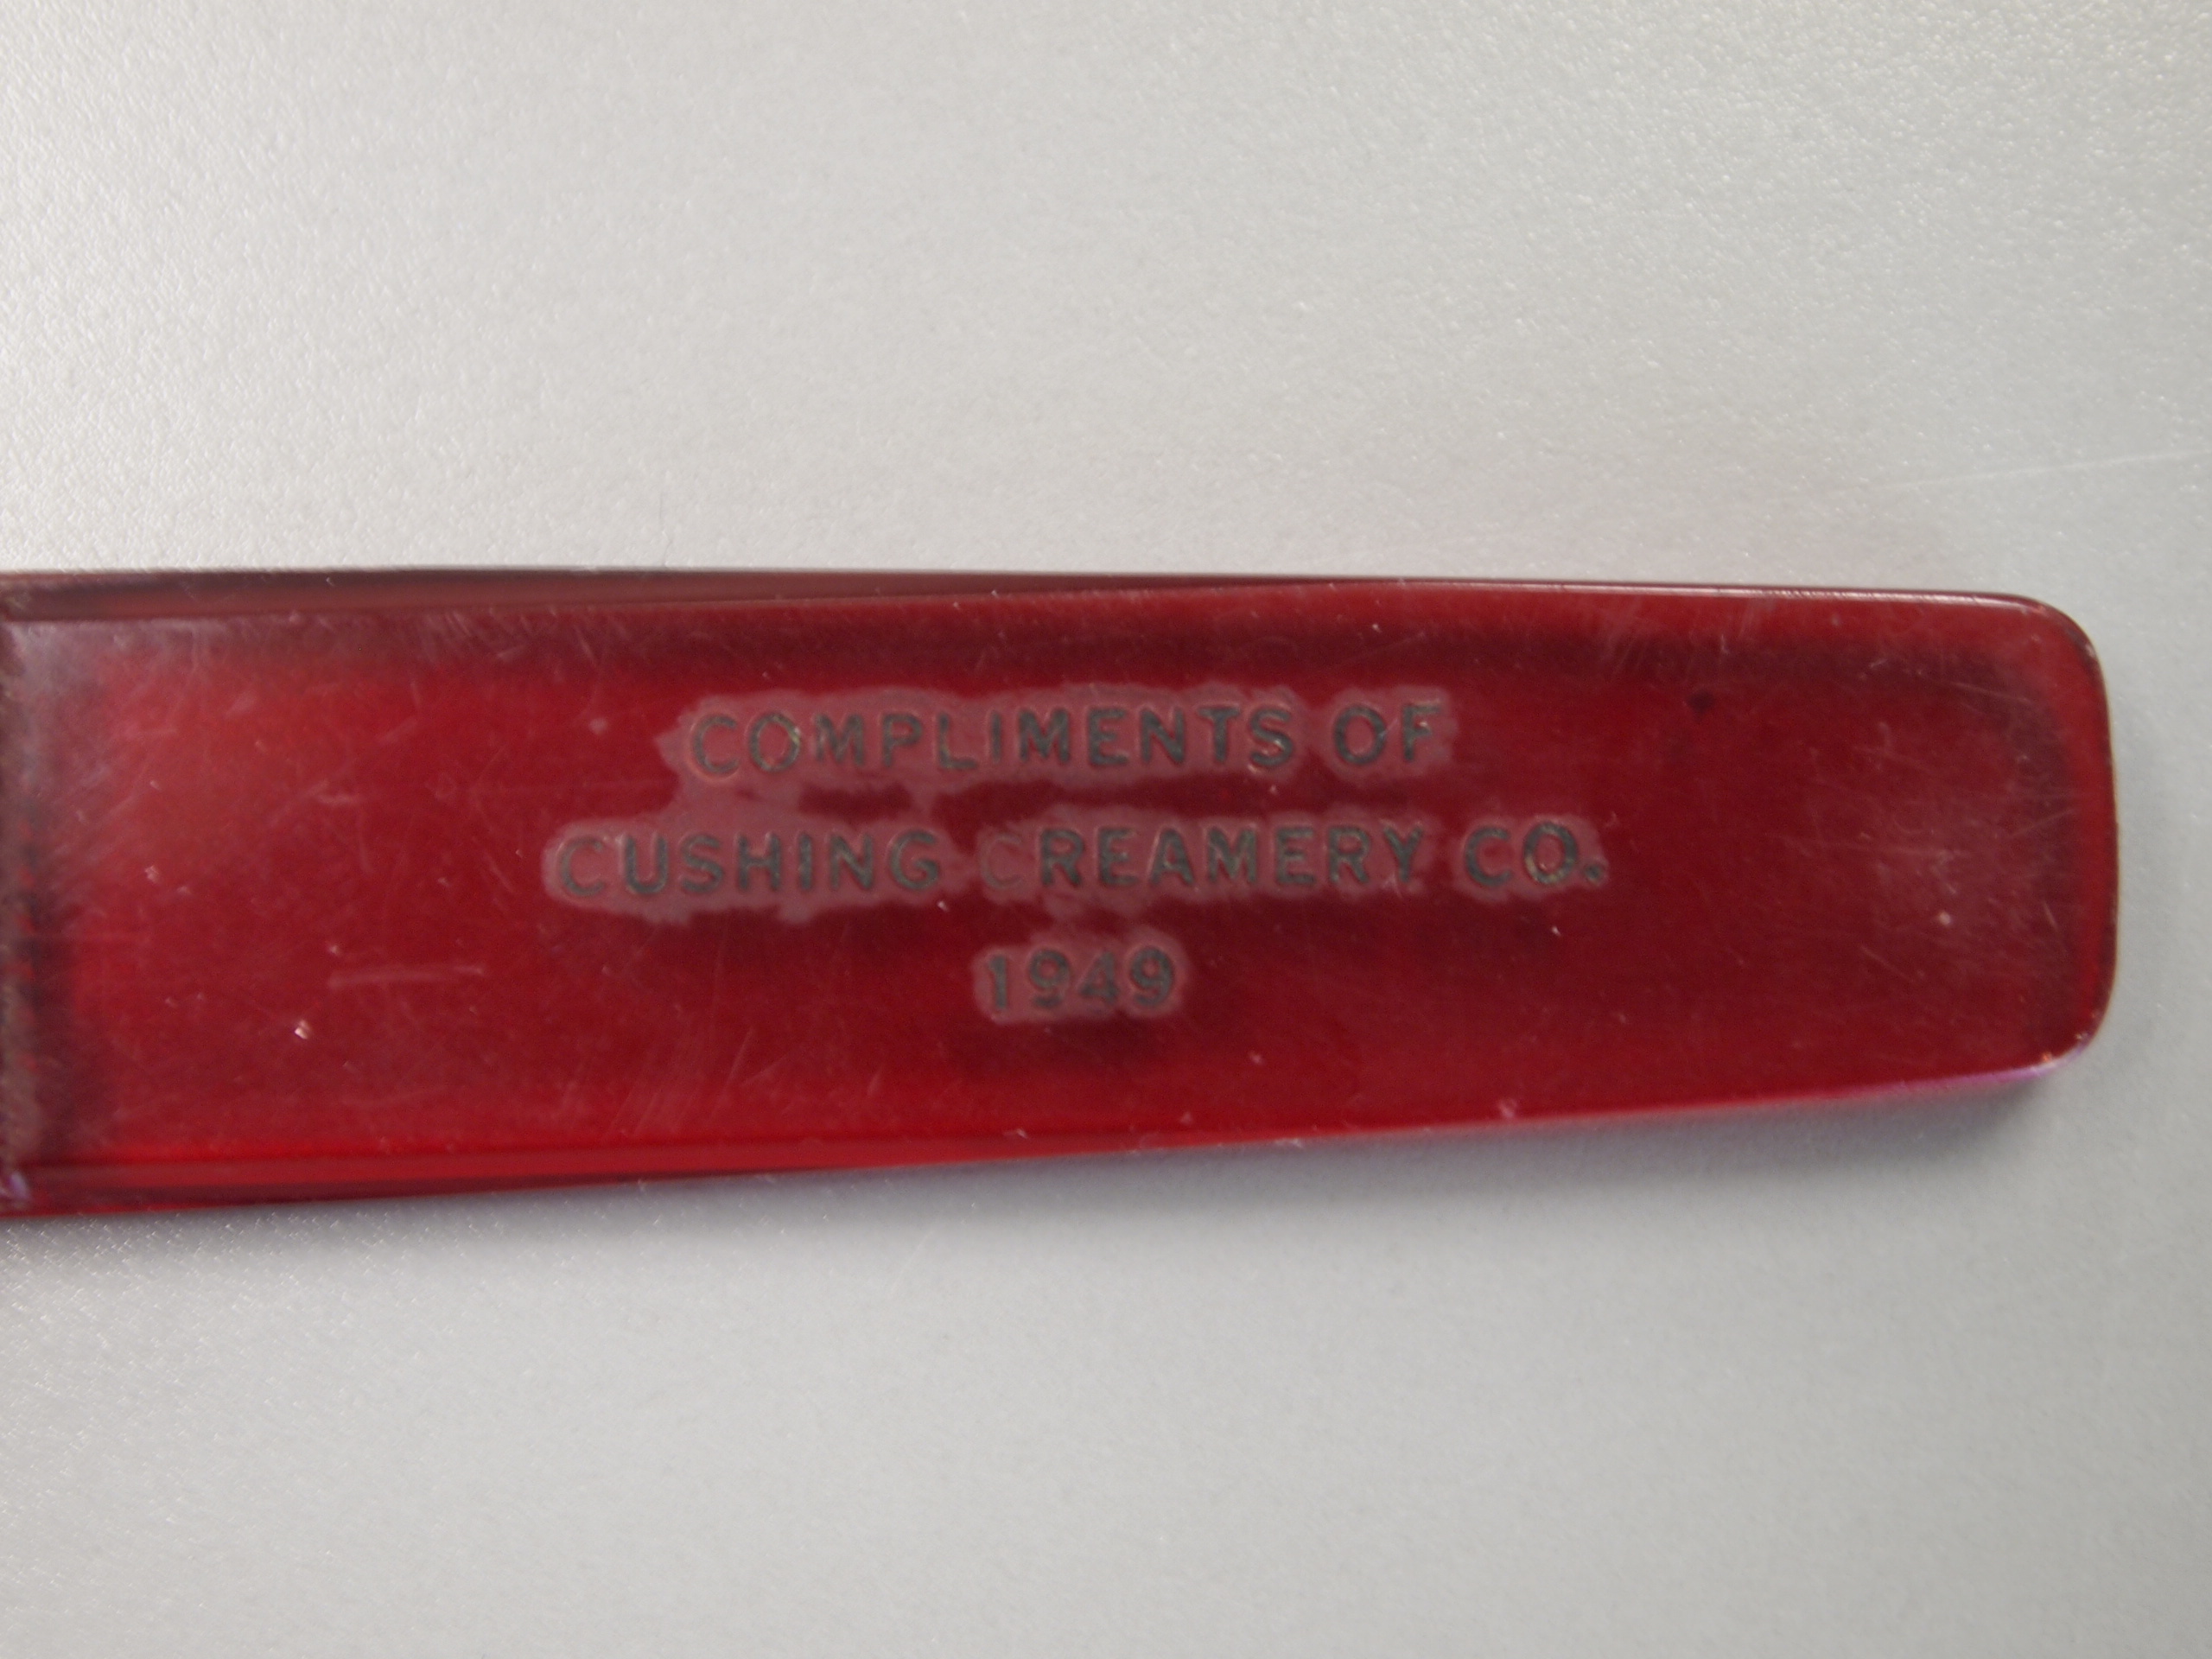 COMPLIMENTS OF
CUSHING CREAMERY CO.
1949